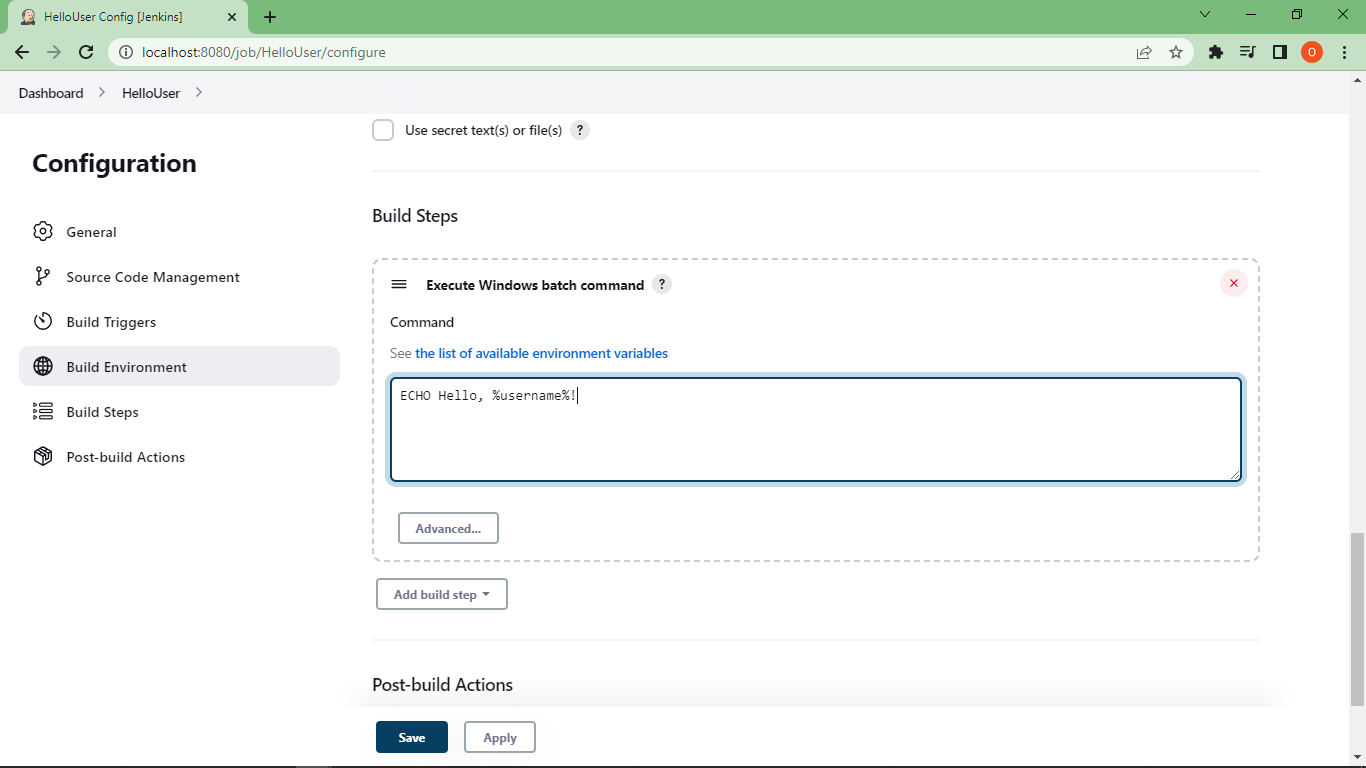 HelloUser Config [Jenkins]
localhost:8080/job/HelloUser/configure
O
Dashboard
HelloUser
Configuration
General
Source Code Management
Build Triggers
Build Environment
Build Steps
Post-build Actions
Use secret text(s) or file(s) ?
Build Steps
Execute Windows batch command ?
Command
See the list of available environment variables
ECHO Hello, %username%!
Advanced...
Add build step
Post-build Actions
Save
Apply